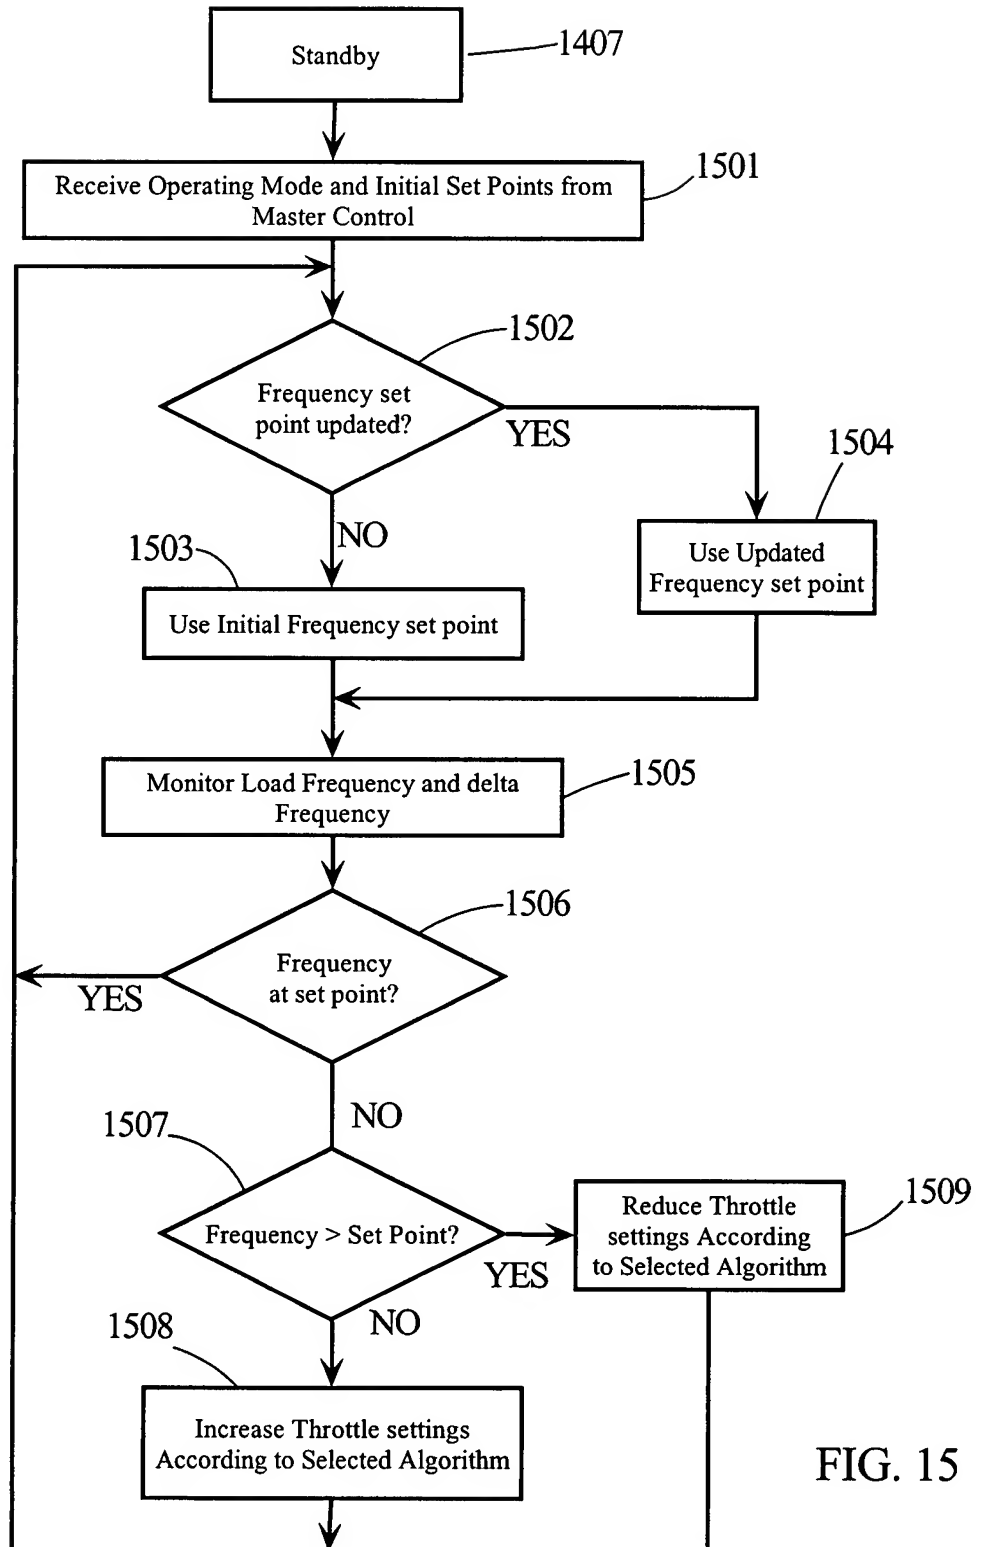 Standby
1407
Receive Operating Mode and Initial Set Points from
Master Control
1501
1502
Frequency set
point updated?
YES
1504
NO
1503
Use Updated
Frequency set point
Use Initial Frequency set point
Monitor Load Frequency and delta
Frequency
1505
1506
Frequency
at set point?
YES
NO
1507
Frequency > Set Point?
YES
Reduce Throttle
settings According
to Selected Algorithm
1509
NO
1508
Increase Throttle settings
According to Selected Algorithm
FIG. 15